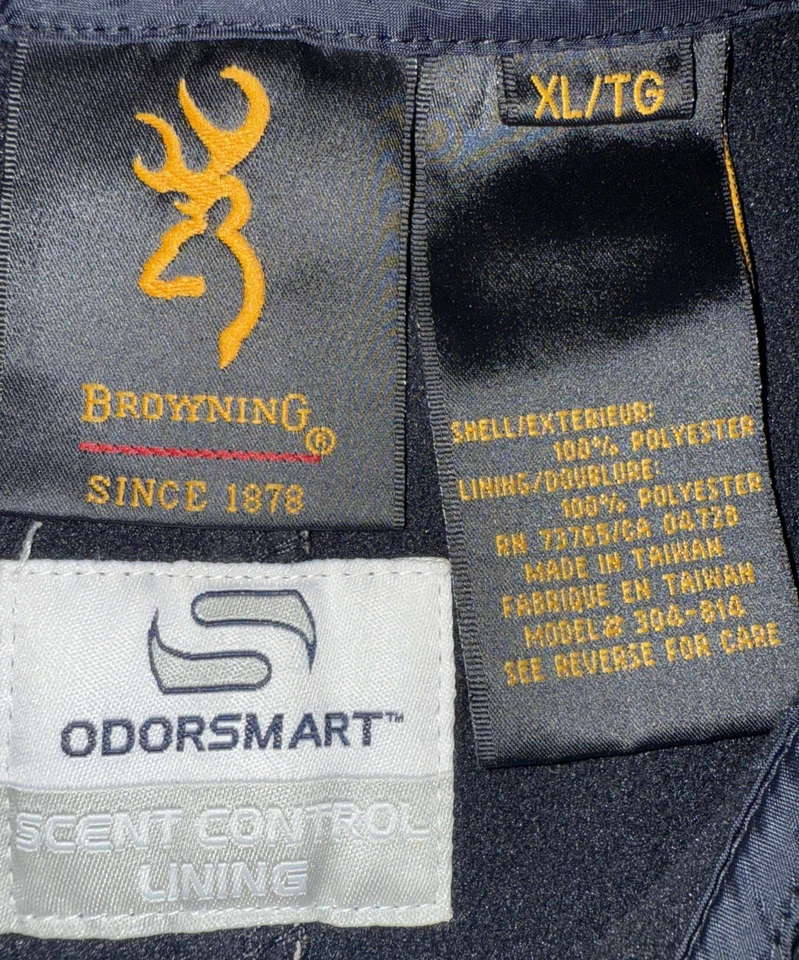 BROWNING®
SINCE 1878
XL/TG
SHELL/EXTERIEUR:
100% POLYESTER
LINING/DOUBLURE:
100% POLYESTER
RN 73765/CA 04728
MADE IN TAIWAN
FABRIQUE EN TAIWAN
MODEL# 304-814
SEE REVERSE FOR CARE
ODORSMART™
SCENT CONTROL
LINING